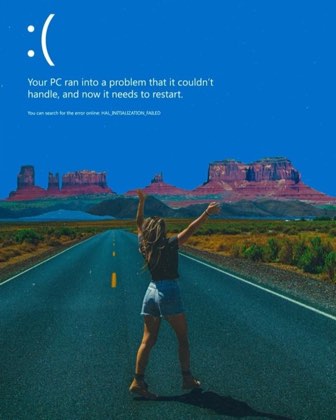 :(
Your PC ran into a problem that it couldn't
handle, and now it needs to restart.
You can search for the error online: HAL_INITIALIZATION_FAILED